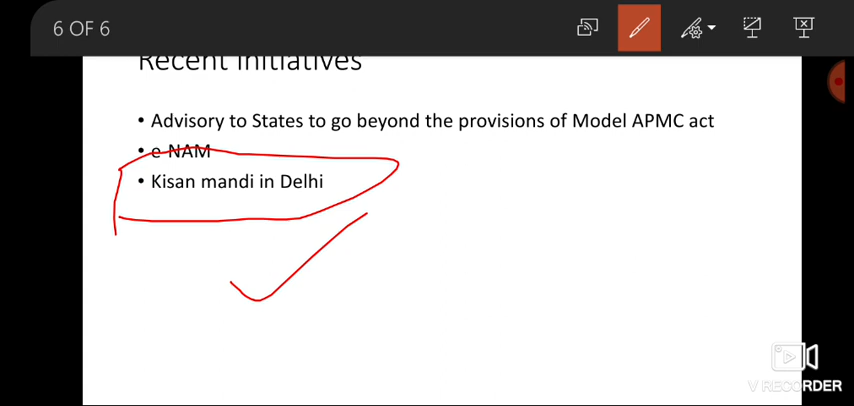 6 OF 6
Recent Initiatives
• Advisory to States to go beyond the provisions of Model APMC act
• e-NAM
• Kisan mandi in Delhi
V RECORDER